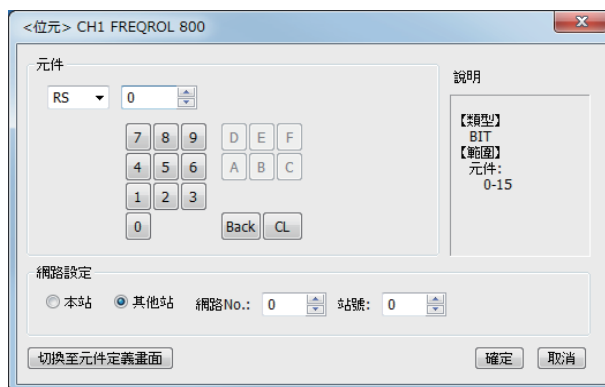 <位元> CH1 FREQROL 800
元件
RS 0
7 8 9 D E F
4 5 6 A B C
1 2 3
0 Back CL
說明
【類型】
BIT
【範圍】
元件:
0-15
網路設定
本站 其他站 網路No.: 0 站號: 0
切換至元件定義畫面 確定 取消